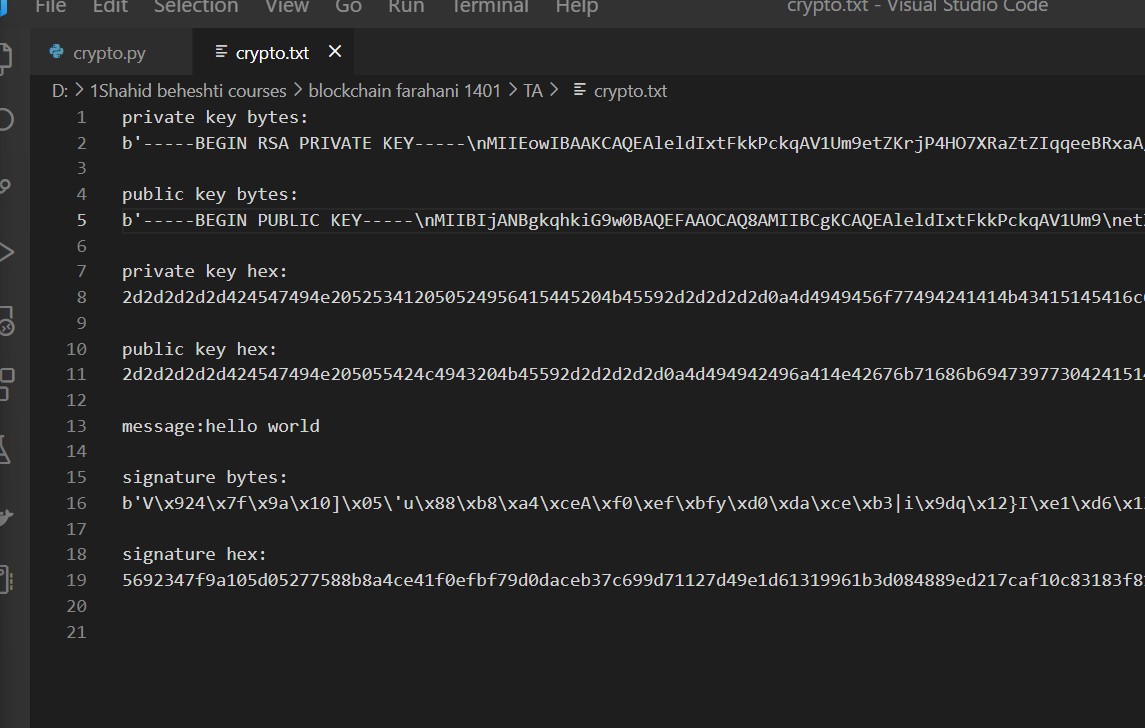 File Edit Selection View Go Run Terminal Help crypto.txt - Visual Studio Code
crypto.py crypto.txt
D: > 1Shahid beheshti courses > blockchain farahani 1401 > TA > crypto.txt
1 private key bytes:
2 b'-----BEGIN RSA PRIVATE KEY-----\nMIIEowIBAAKCAQEAleldIxtFkkPckqAV1Um9etZKrjP4HO7XRaZtZIqqeeBRxaA
3
4 public key bytes:
5 b'-----BEGIN PUBLIC KEY-----\nMIIBIjANBgkqhkiG9w0BAQEFAAOCAQ8AMIIBCgKCAQEAleldIxtFkkPckqAV1Um9\netZ
6
7 private key hex:
8 2d2d2d2d2d424547494e205253412050524956415445204b45592d2d2d2d2d0a4d4949456f77494241414b43415145416c6
9
10 public key hex:
11 2d2d2d2d2d424547494e205055424c4943204b45592d2d2d2d2d0a4d494942496a414e42676b71686b69473977304241514
12
13 message:hello world
14
15 signature bytes:
16 b'V\x924\x7f\x9a\x10]\x05\'u\x88\xb8\xa4\xceA\xf0\xef\xbfy\xd0\xda\xce\xb3|i\x9dq\x12}I\xe1\xd6\x1
17
18 signature hex:
19 5692347f9a105d05277588b8a4ce41f0efbf79d0daceb37c699d71127d49e1d61319961b3d084889ed217caf10c83183f8
20
21